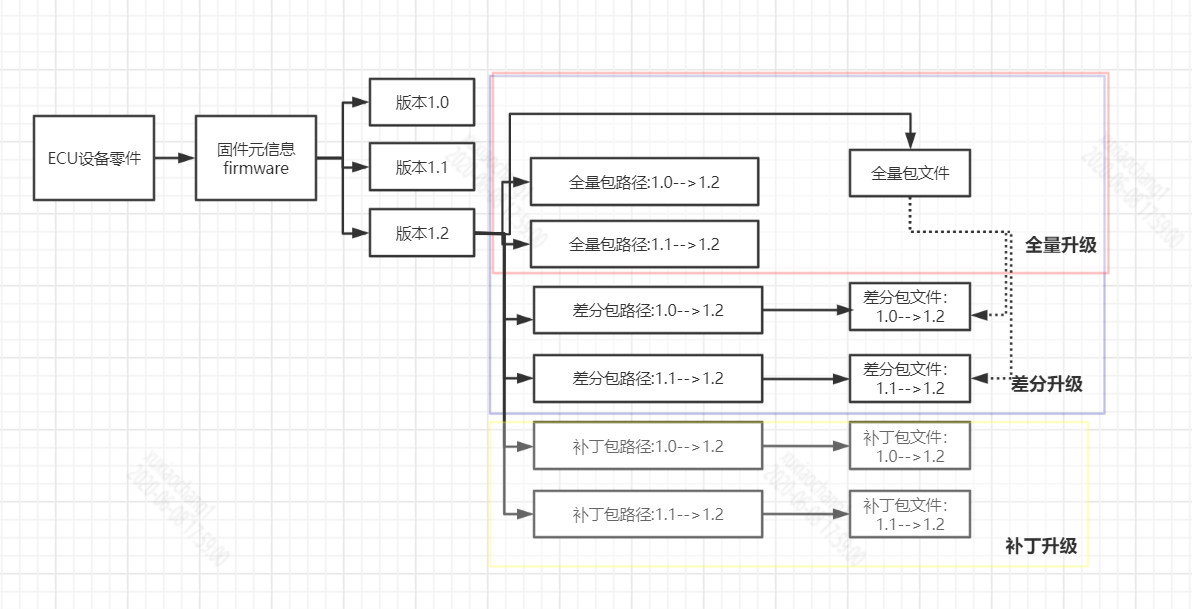 ECU设备零件
固件元信息
firmware
版本1.0
版本1.1
版本1.2
全量包路径:1.0-->1.2
全量包路径:1.1-->1.2
全量包文件
全量升级
差分包路径:1.0-->1.2
差分包文件:
1.0-->1.2
差分包路径:1.1-->1.2
差分包文件:
1.1-->1.2
差分升级
补丁包路径:1.0-->1.2
补丁包文件:
1.0-->1.2
补丁包路径:1.1-->1.2
补丁包文件:
1.1-->1.2
补丁升级